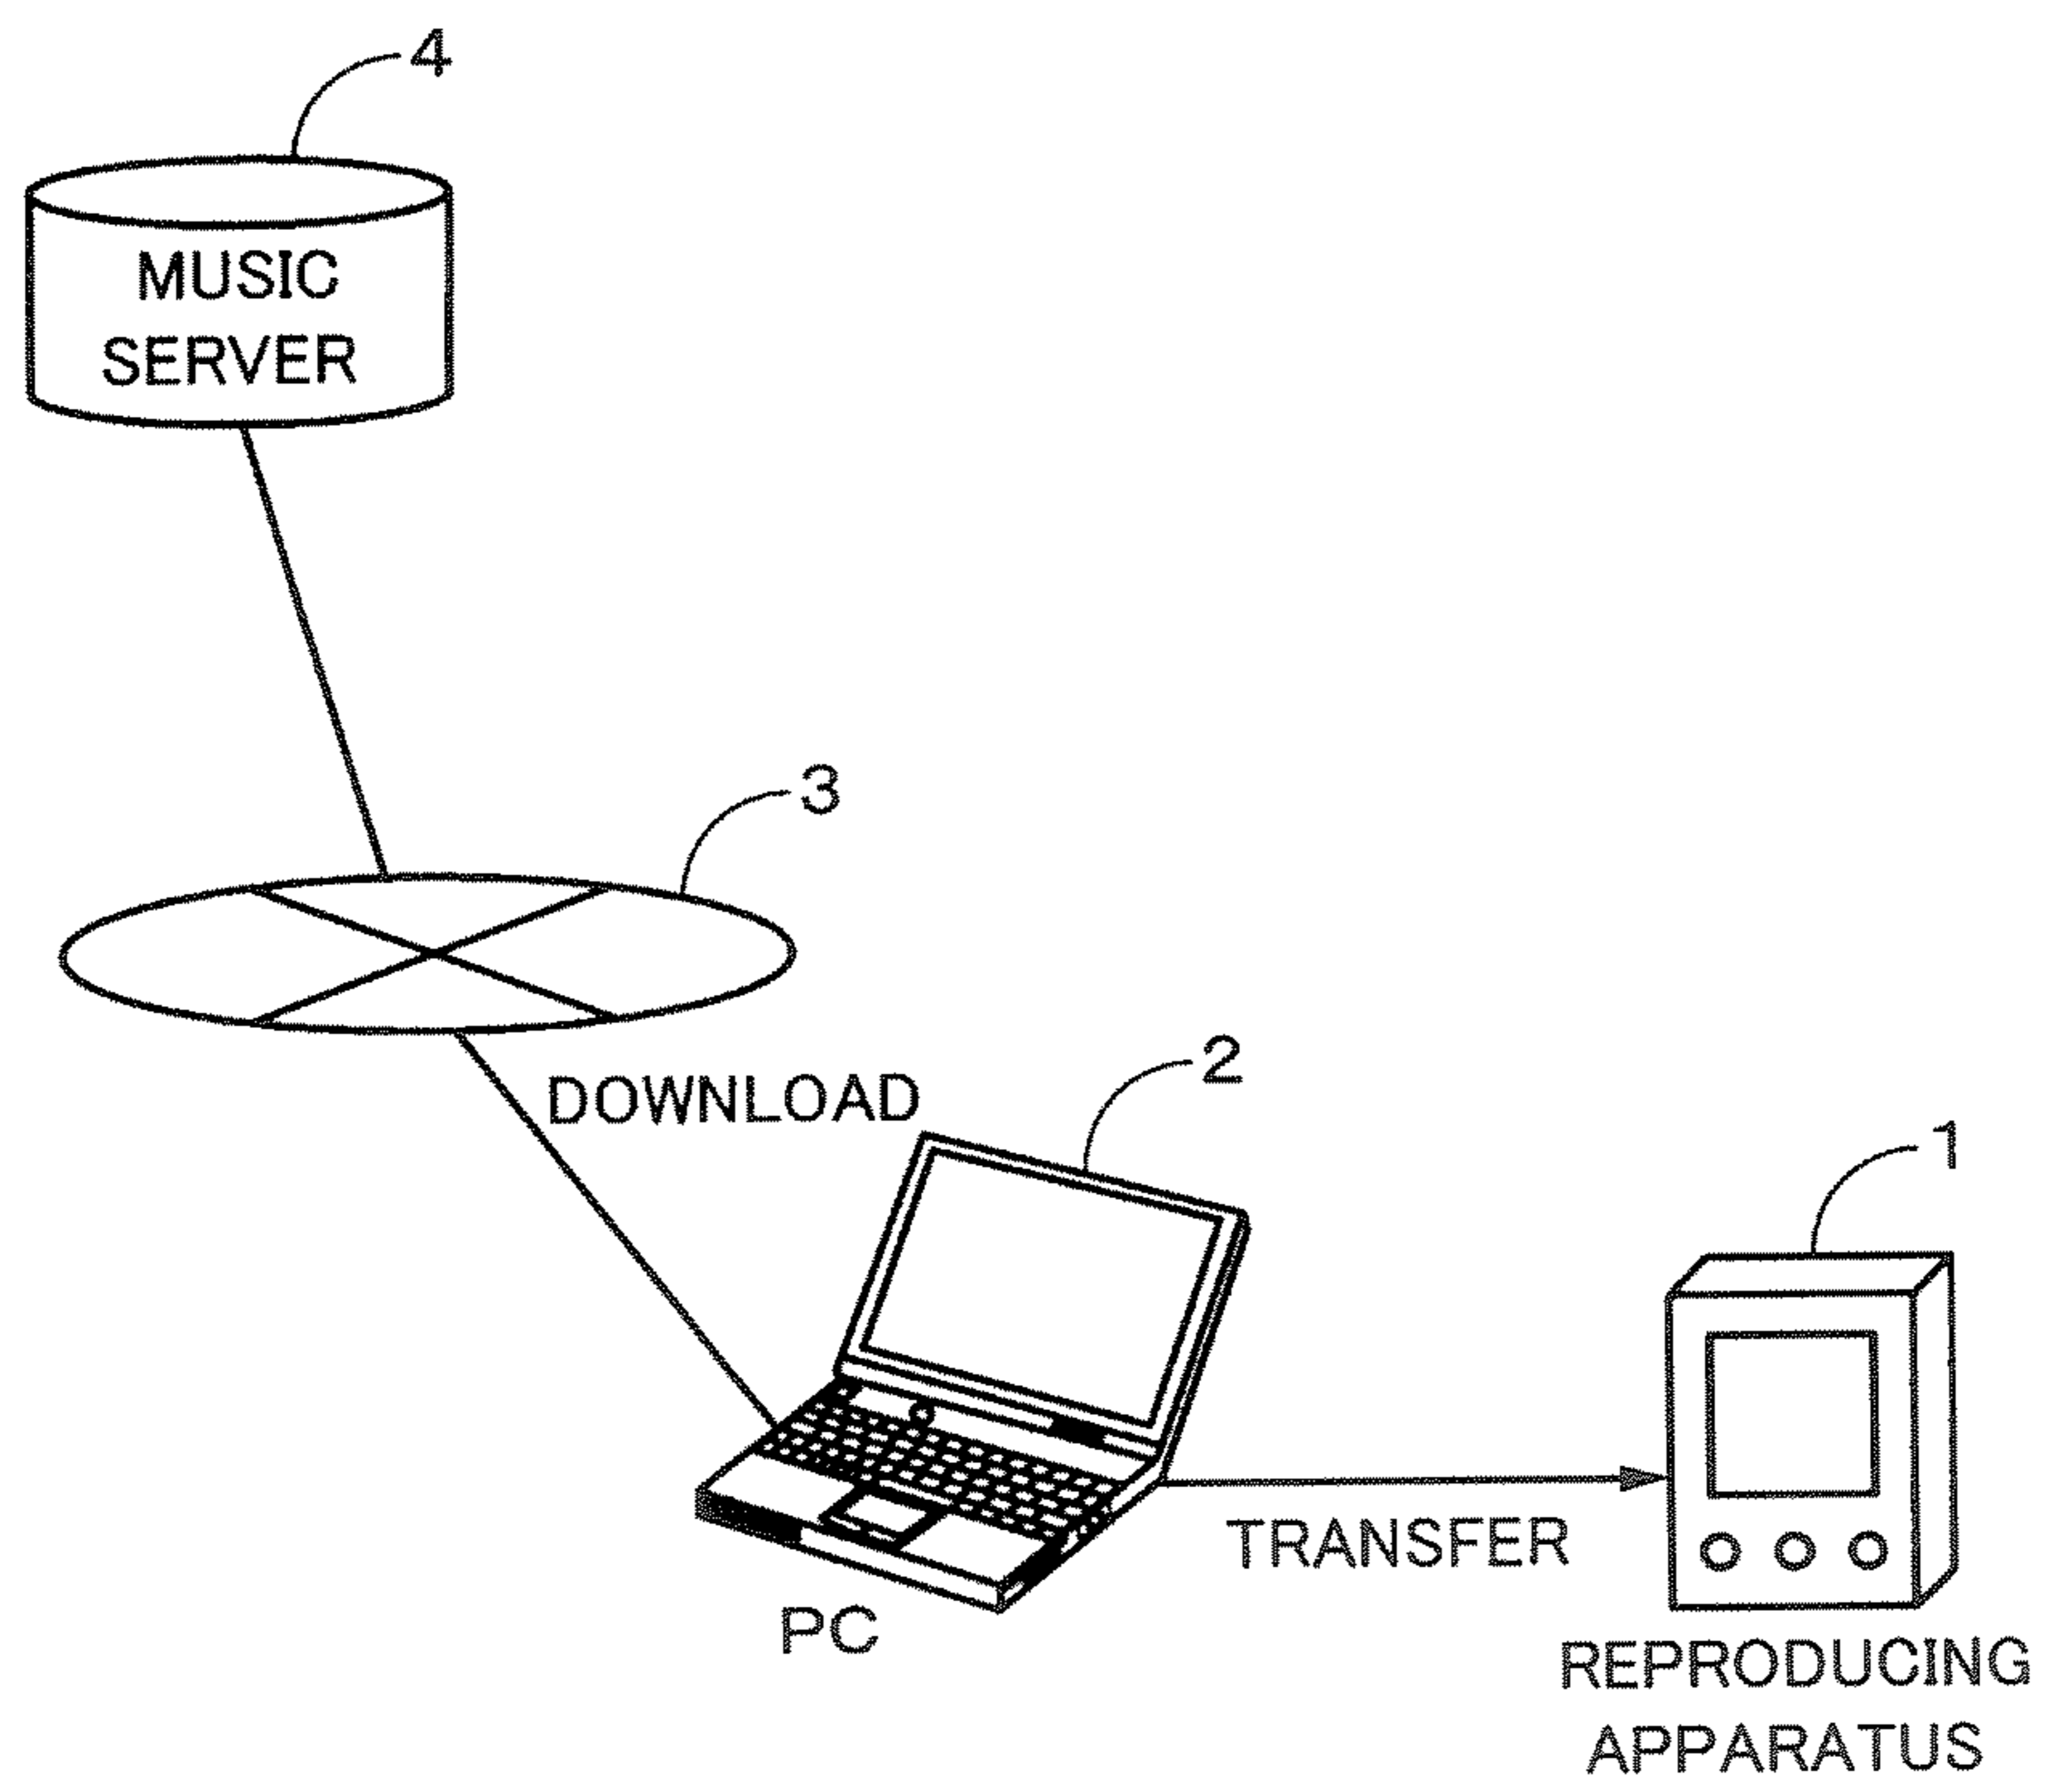 4
MUSIC
SERVER
3
DOWNLOAD
2
1
TRANSFER
PC
REPRODUCING
APPARATUS